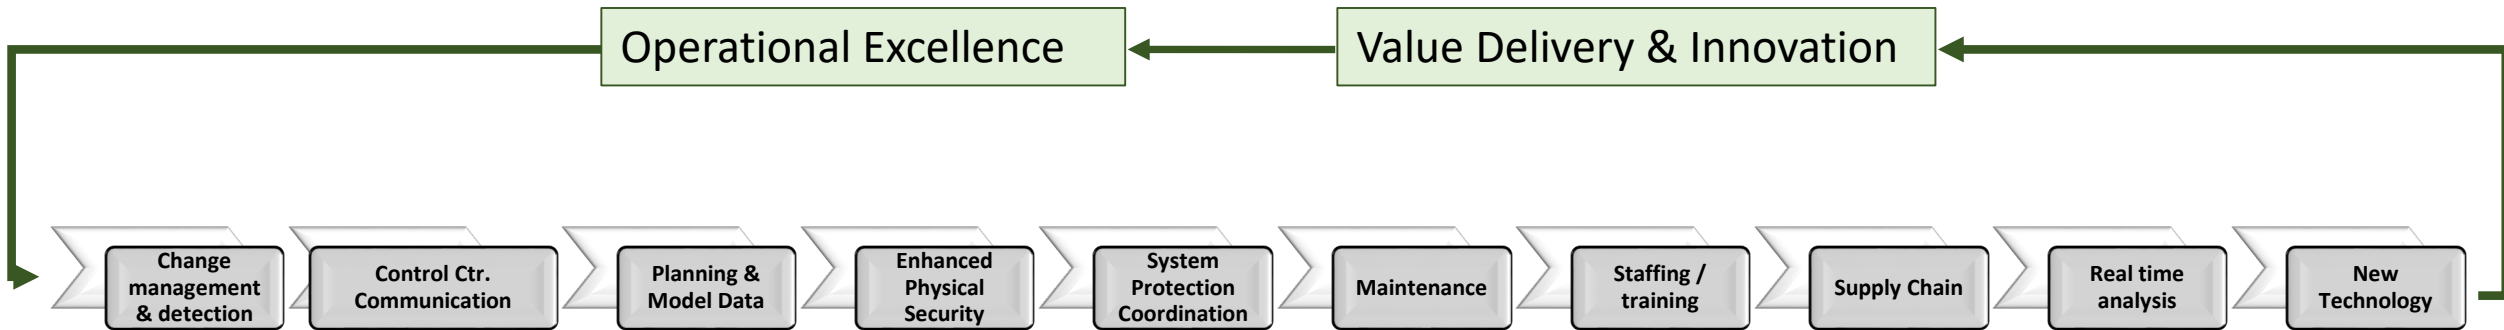 Operational Excellence
Value Delivery & Innovation
Change
management
& detection
Control Ctr.
Communication
Planning &
Model Data
Enhanced
Physical
Security
System
Protection
Coordination
Maintenance
Staffing /
training
Supply Chain
Real time
analysis
New
Technology